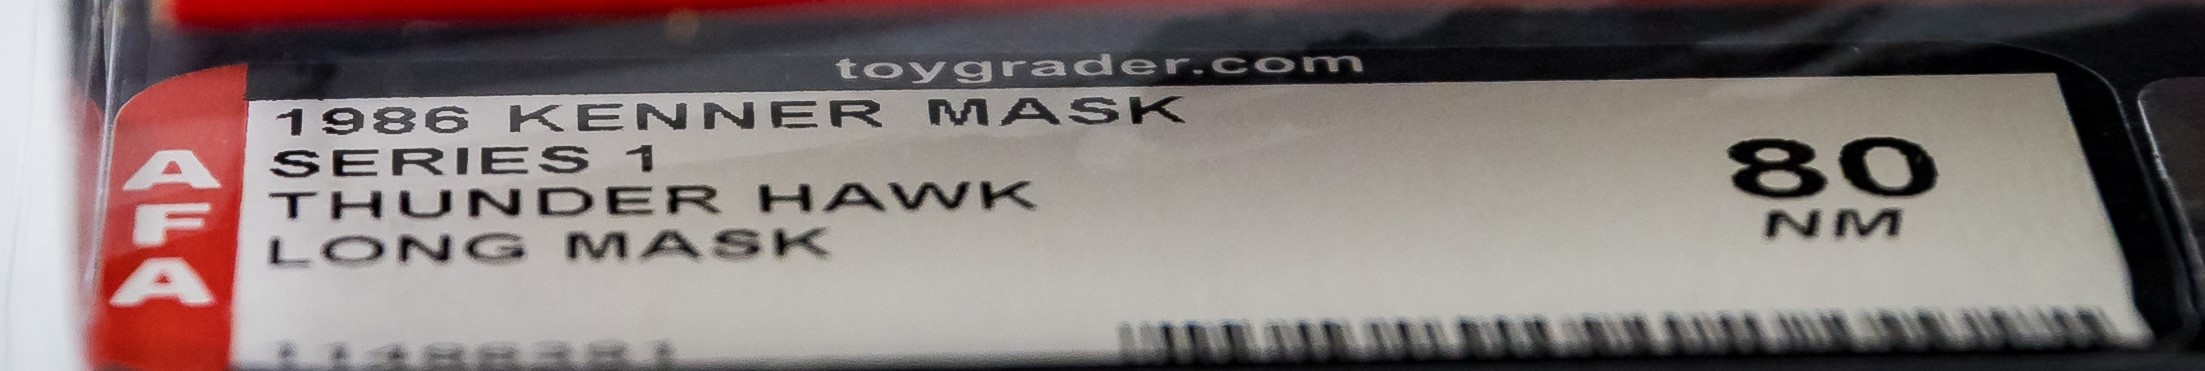 toygrader.com
AFA
1986 KENNER MASK
SERIES 1
THUNDER HAWK
LONG MASK
80
NM